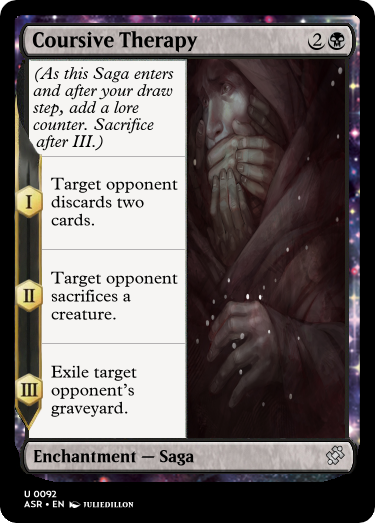 Coursive Therapy 2
(As this Saga enters
and after your draw
step, add a lore
counter. Sacrifice
after III.)
I
Target opponent
discards two
cards.
II
Target opponent
sacrifices a
creature.
III
Exile target
opponent's
graveyard.
Enchantment — Saga
U 0092
ASR • EN JULIEDILLON